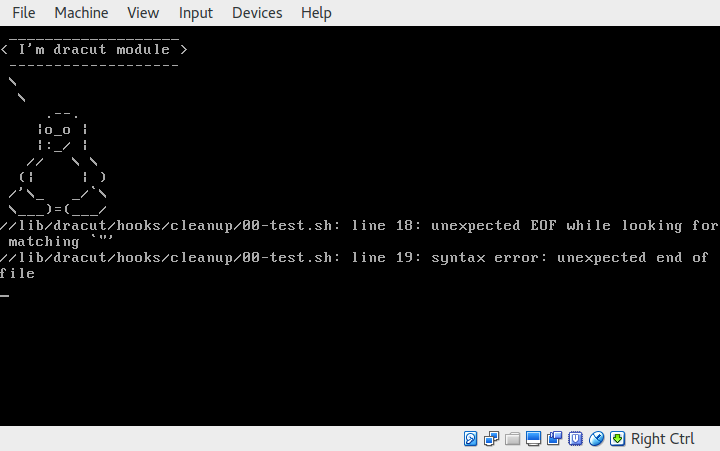 File Machine View Input Devices Help
 ___________________
< I'm dracut module >
 -------------------
 \
  \
     .--.
    |o_o |
    |:_/ |
   //   \ \
  (|     | )
 /'\_   _/`\
 \___)=(___/
//lib/dracut/hooks/cleanup/00-test.sh: line 18: unexpected EOF while looking for
 matching `"'
//lib/dracut/hooks/cleanup/00-test.sh: line 19: syntax error: unexpected end of
file
_
Right Ctrl